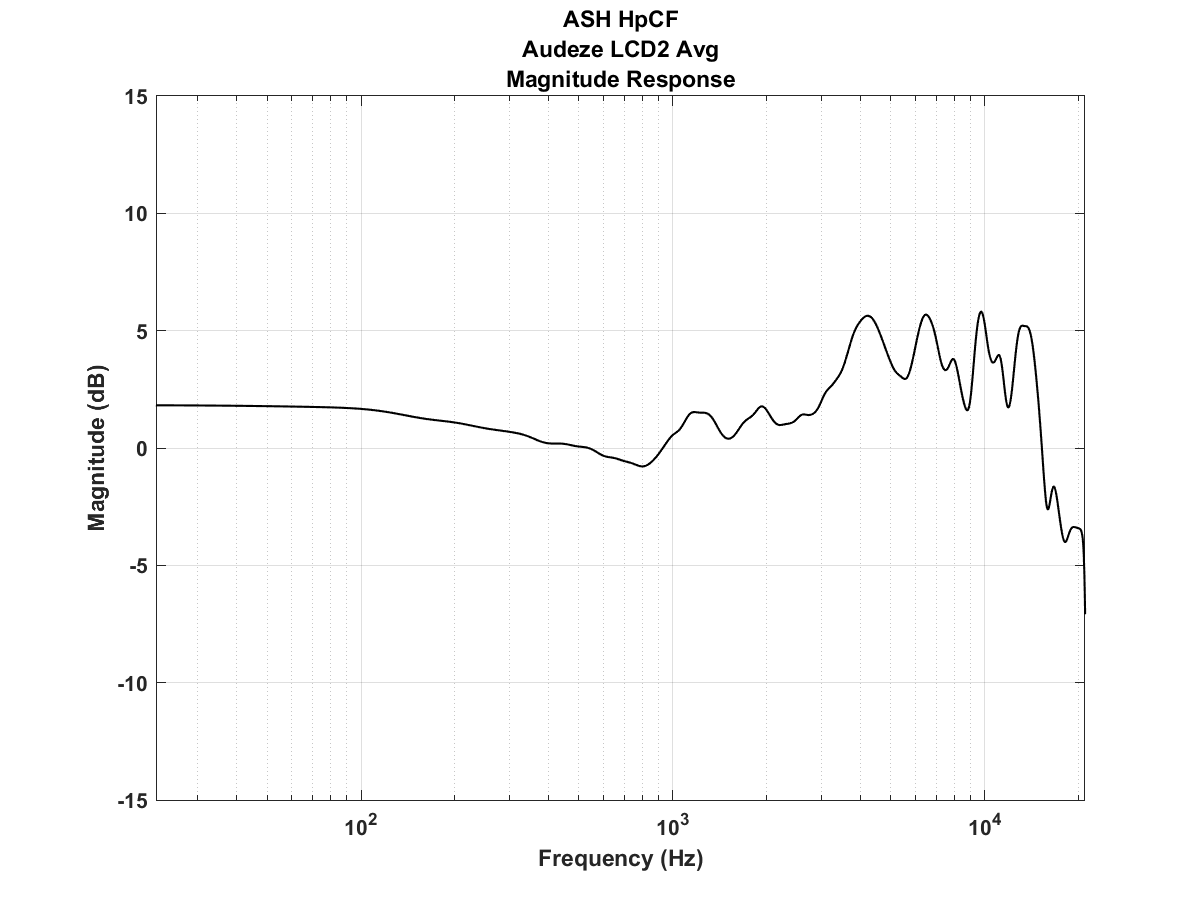 ASH HpCF
Audeze LCD2 Avg
Magnitude Response
15
10
5
0
-5
-10
-15
Magnitude (dB)
10^2
10^3
10^4
Frequency (Hz)